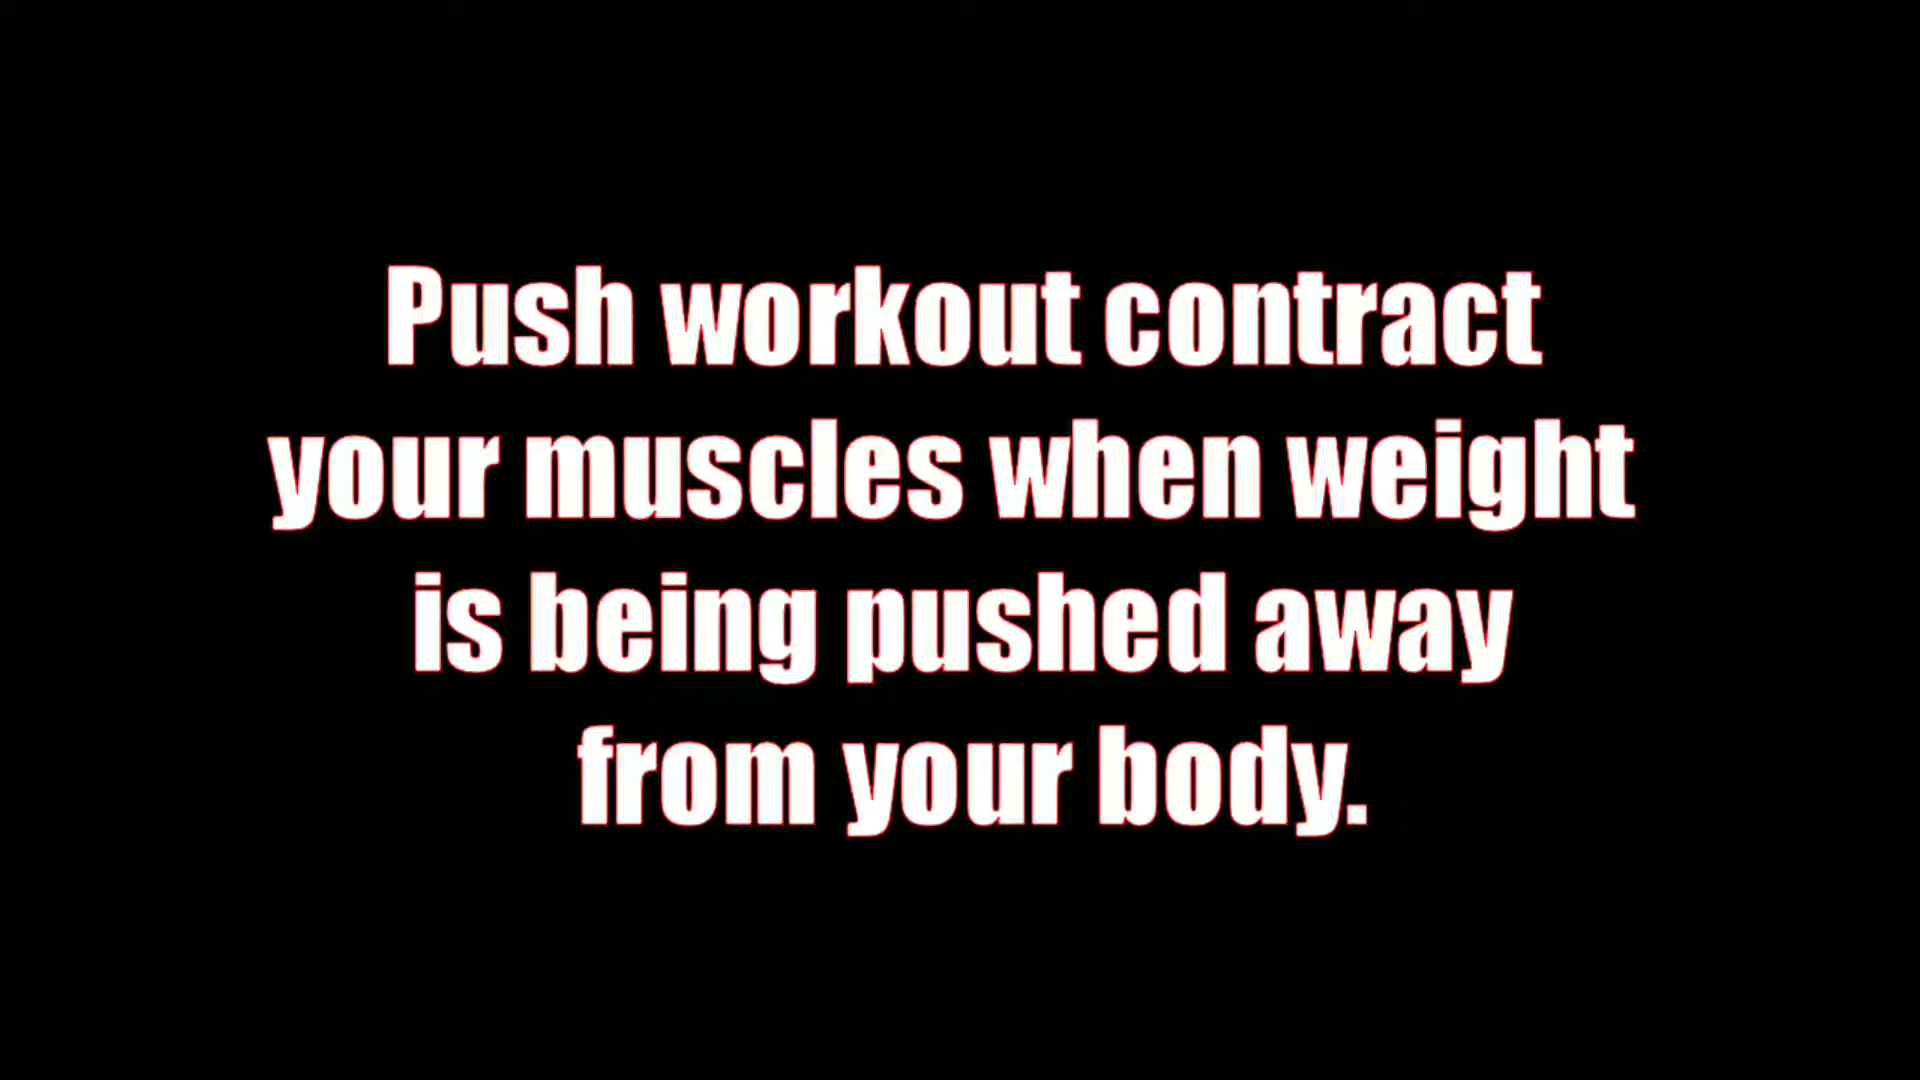 Push workout contract
your muscles when weight
is being pushed away
from your body.